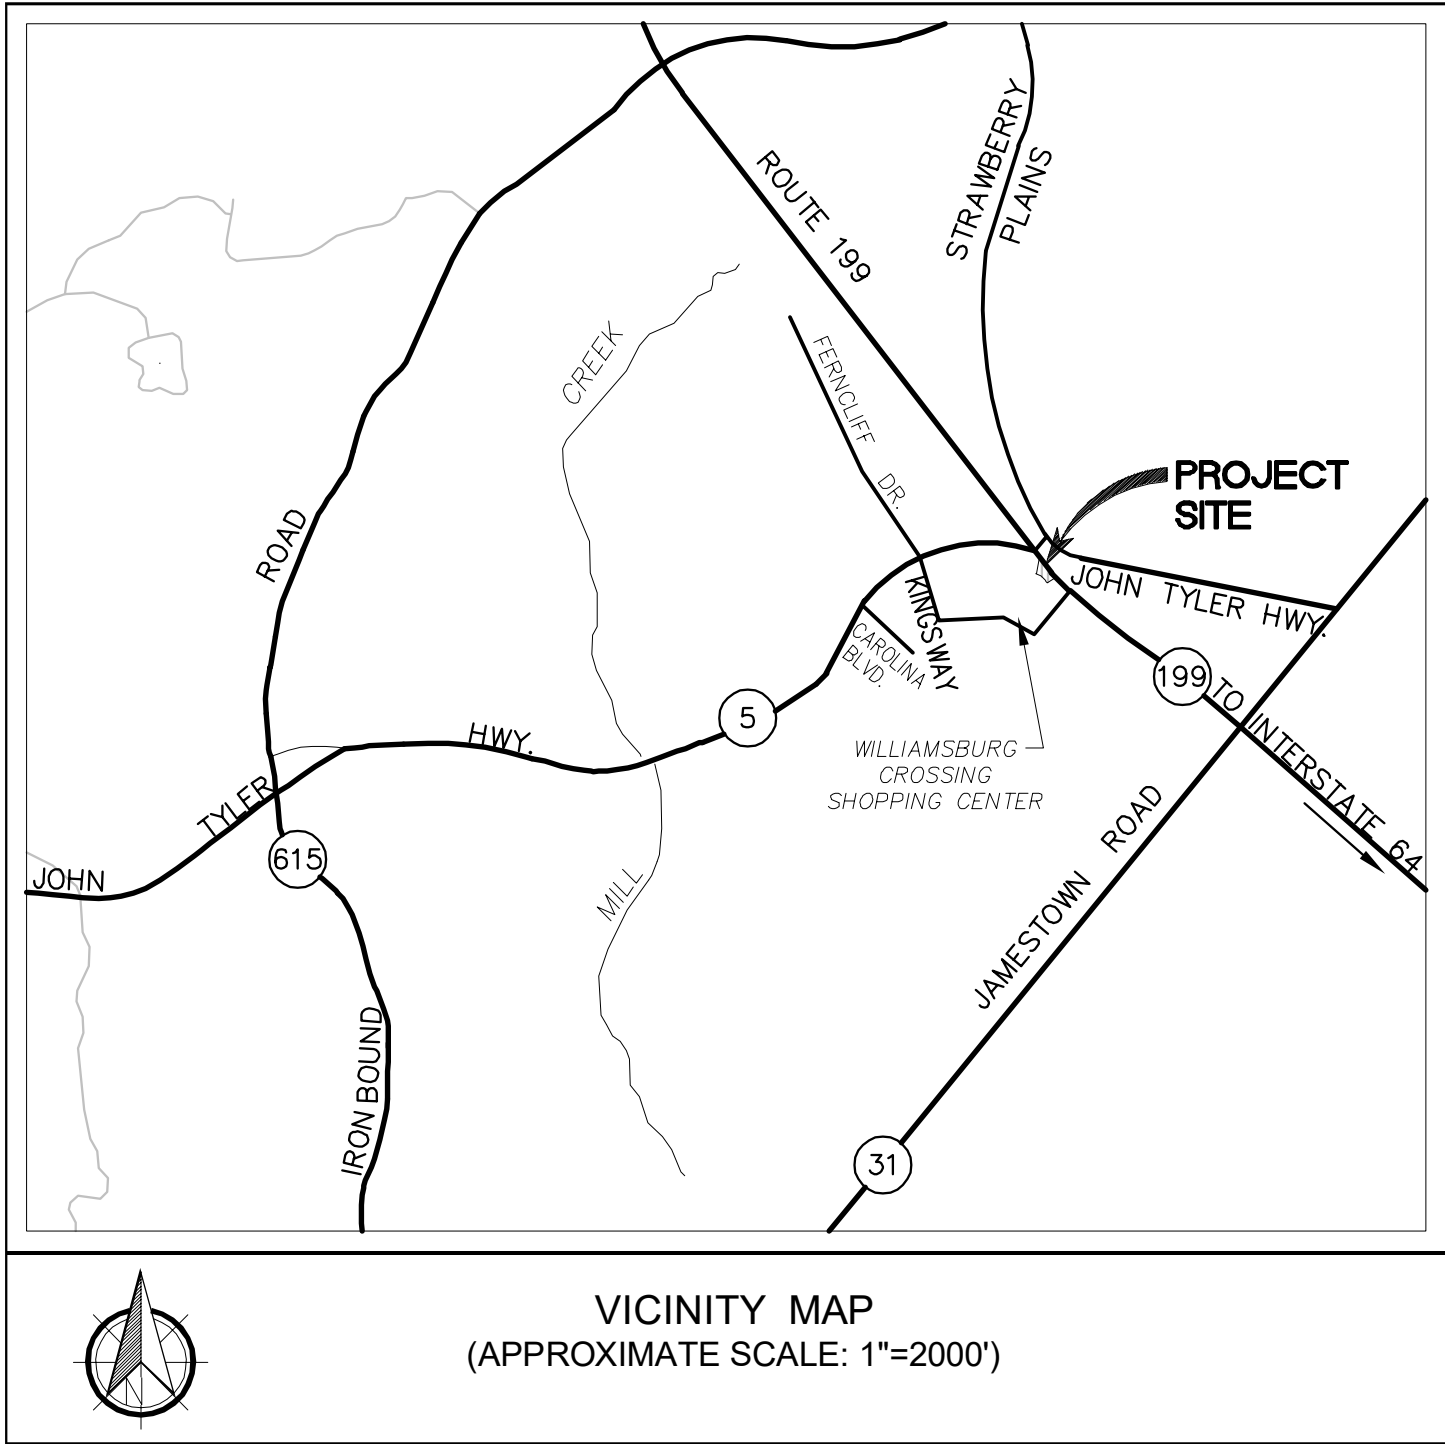 ROUTE 199
STRAWBERRY
PLAINS
CREEK
FERNCLIFF DR.
PROJECT
SITE
ROAD
JOHN TYLER HWY.
KINGSWAY
CAROLINA
BLVD.
199
TO INTERSTATE 64
5
HWY.
WILLIAMSBURG
CROSSING
SHOPPING CENTER
TYLER
JOHN
615
MILL
JAMESTOWN ROAD
IRON BOUND
31
N
VICINITY MAP
(APPROXIMATE SCALE: 1"=2000')